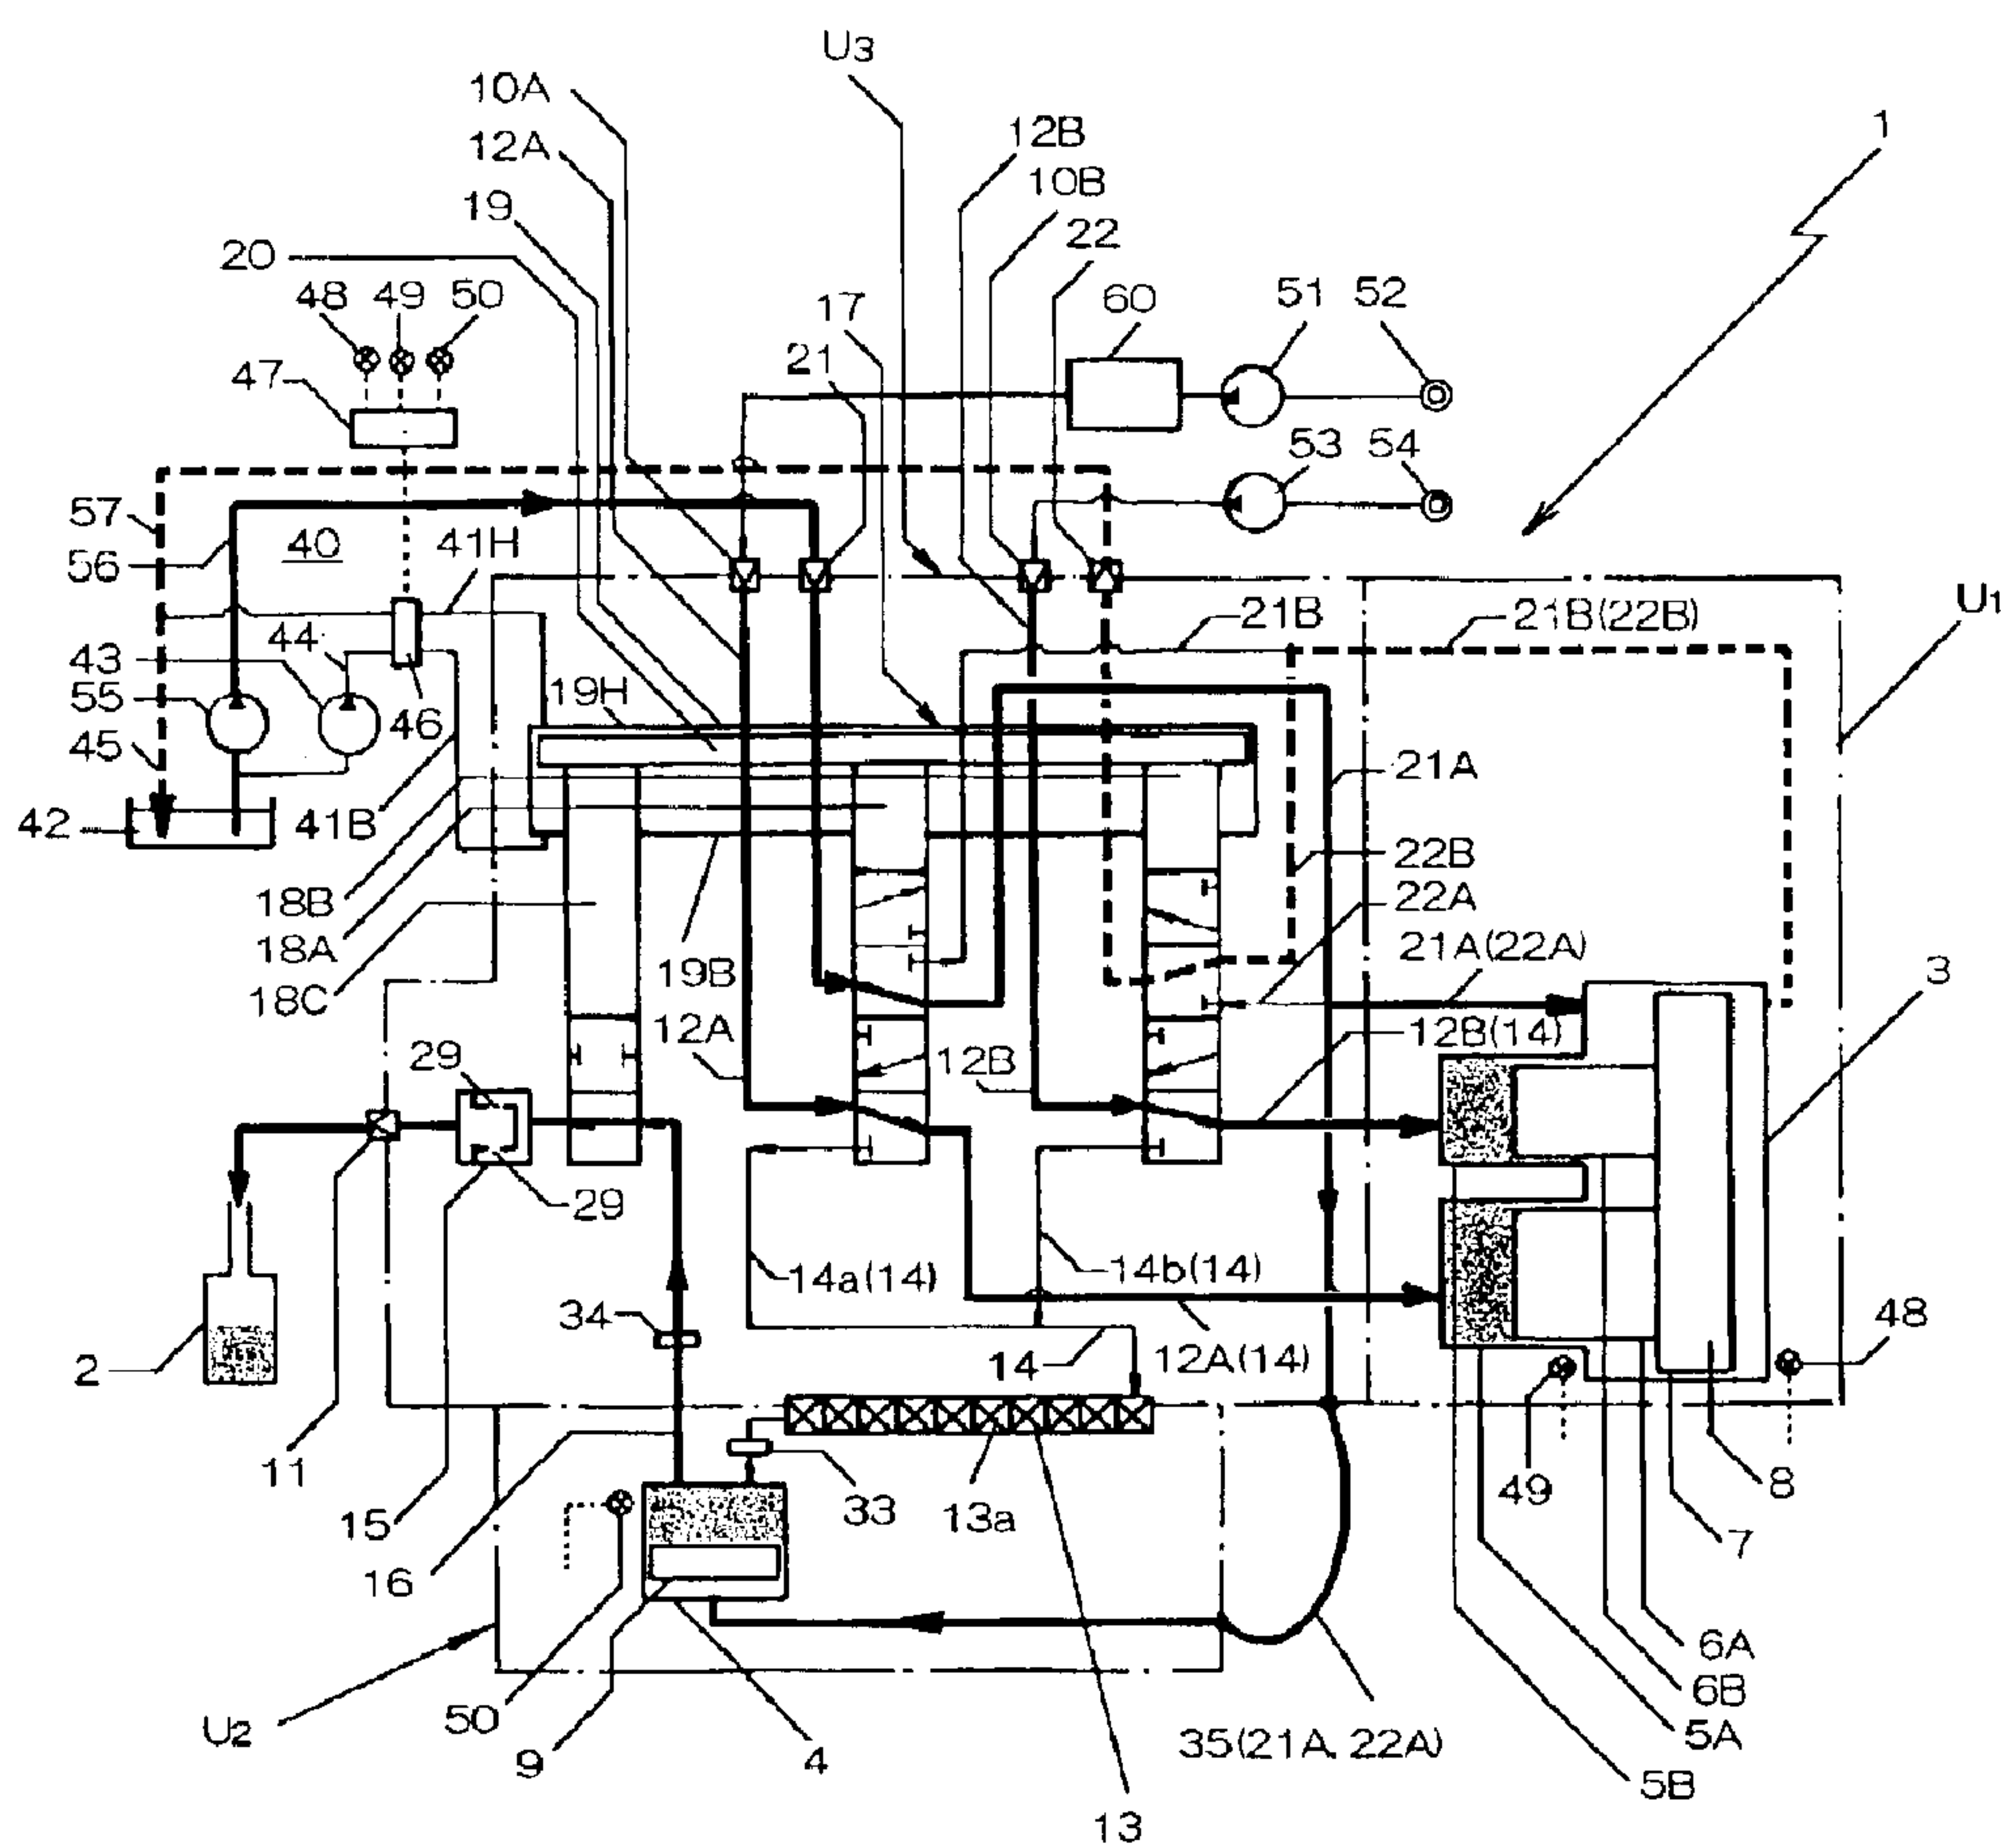 U3
10A
12B
1
12A
10B
19
22
20
48 49 50
17
60
51 52
47
21
53 54
57
40
41H
56
44
21B
21B(22B)
U1
43
55
19H
46
45
21A
42
41B
22B
18B
22A
18A
21A(22A)
19B
3
18C
12A
12B(14)
29
12B
29
14a(14)
14b(14)
34
48
2
14
12A(14)
11
49
8
33
13a
15
7
16
6A
50
6B
U2
35(21A, 22A)
5A
9
4
5B
13